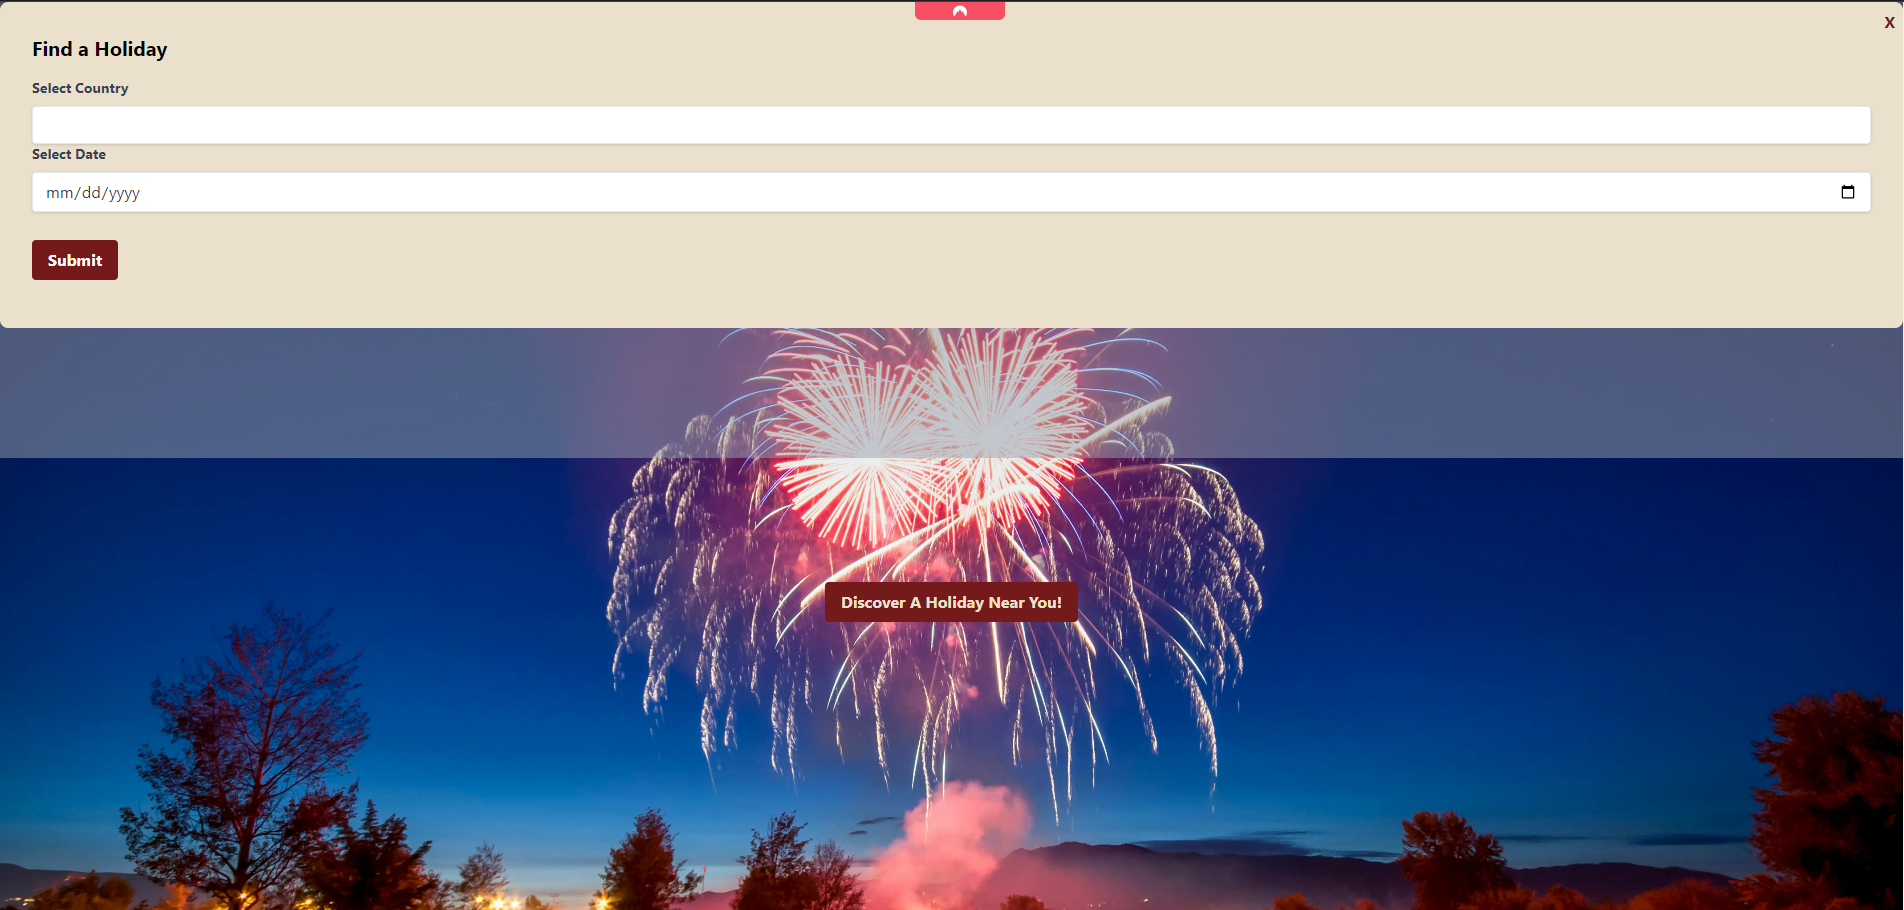 X
Find a Holiday
Select Country
Select Date
mm/dd/yyyy
Submit
Discover A Holiday Near You!